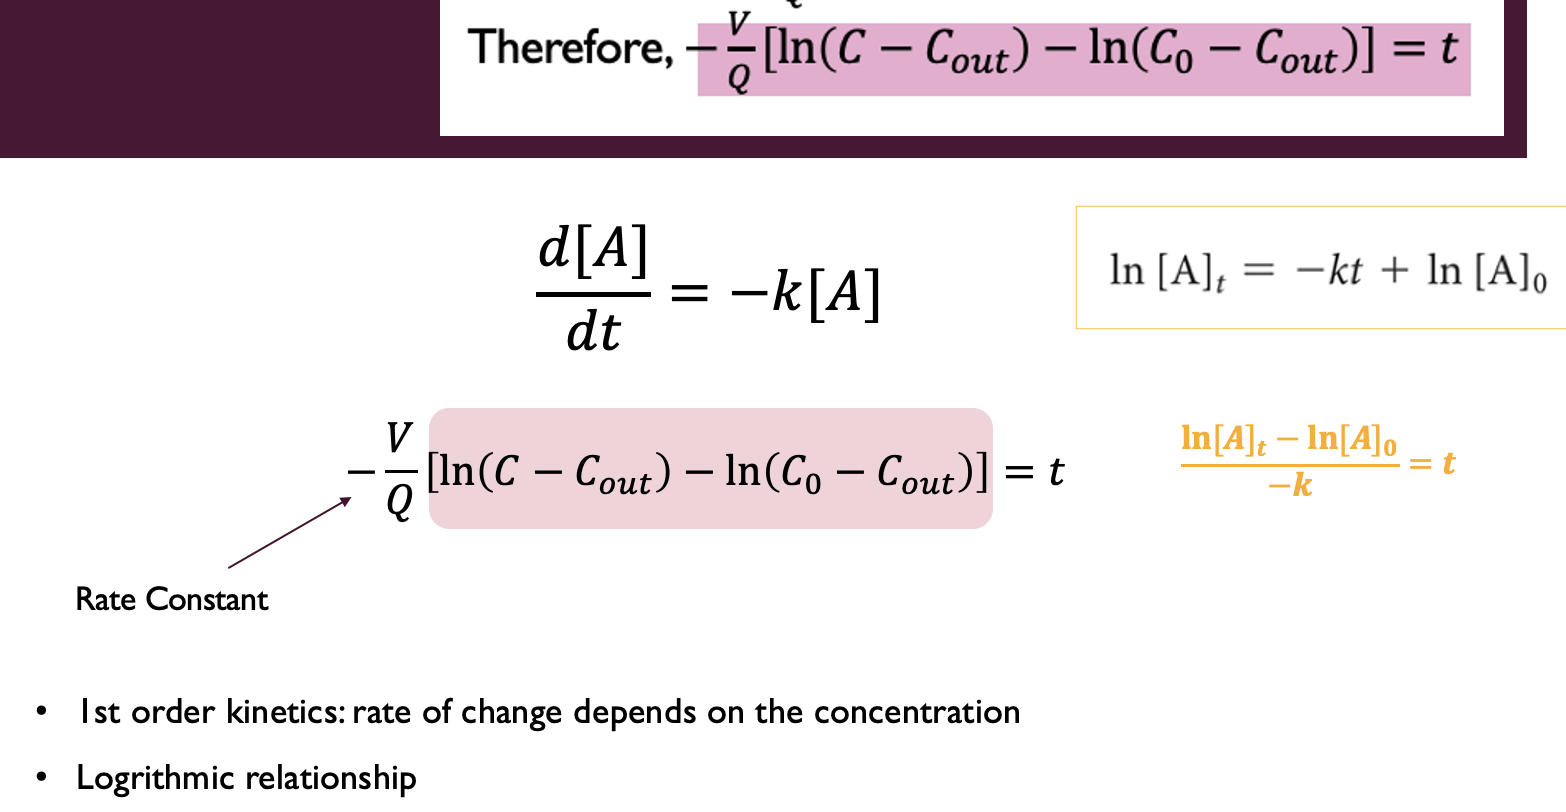 Therefore, −V/Q [ln(C − C_out) − ln(C_0 − C_out)] = t
d[A]/dt = −k[A]
ln [A]_t = −kt + ln [A]_0
−V/Q [ln(C − C_out) − ln(C_0 − C_out)] = t
ln[A]_t − ln[A]_0 / −k = t
Rate Constant
• 1st order kinetics: rate of change depends on the concentration
• Logrithmic relationship